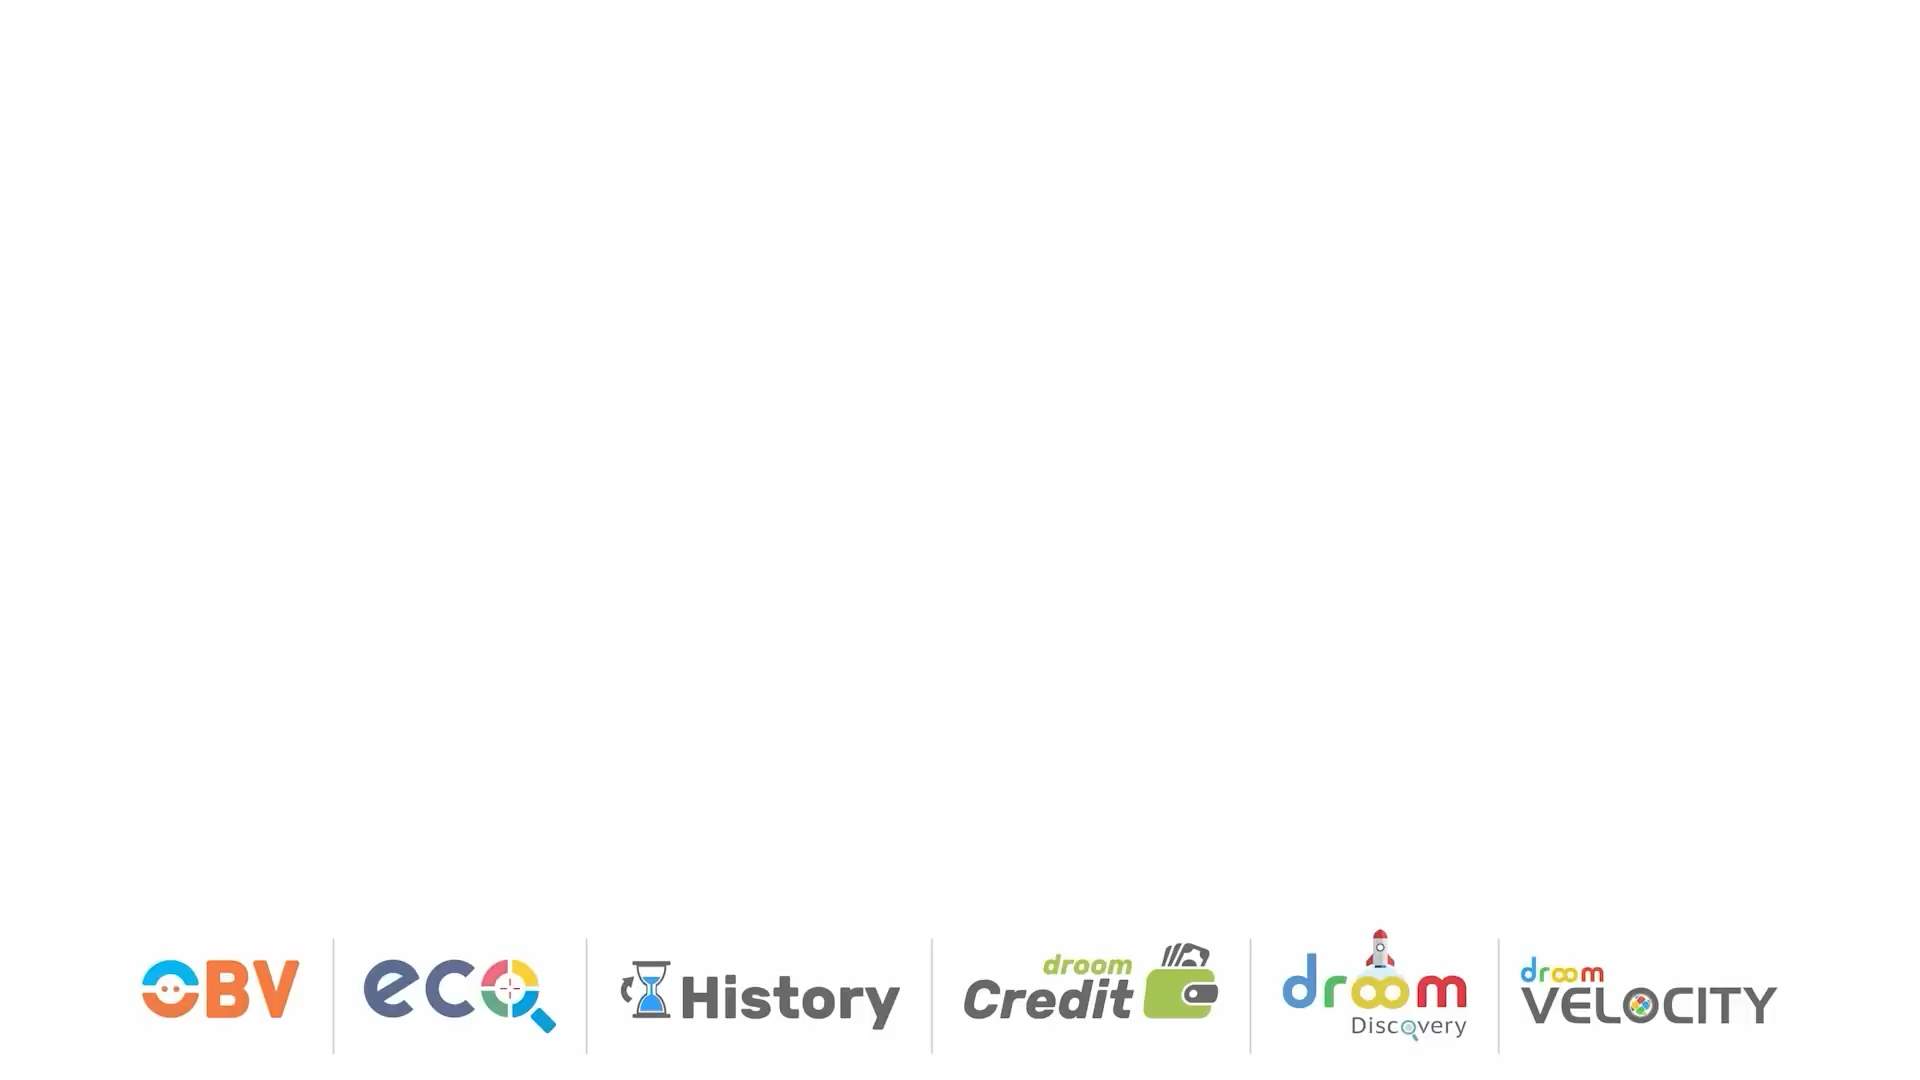 OBV
eco
History
droom
Credit
droom
Discovery
droom
VELOCITY